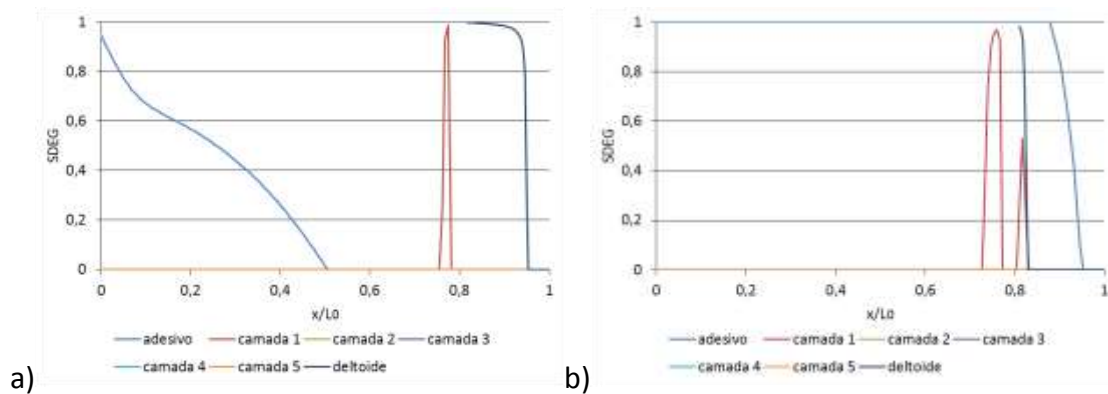 1
0,8
0,6
SDEG
0,4
0,2
0
0 0,2 0,4 0,6 0,8 1
x/L0
adesivo camada 1 camada 2 camada 3
camada 4 camada 5 deltoide
a)
1
0,8
0,6
SDEG
0,4
0,2
0
0 0,2 0,4 0,6 0,8 1
x/L0
adesivo camada 1 camada 2 camada 3
camada 4 camada 5 deltoide
b)